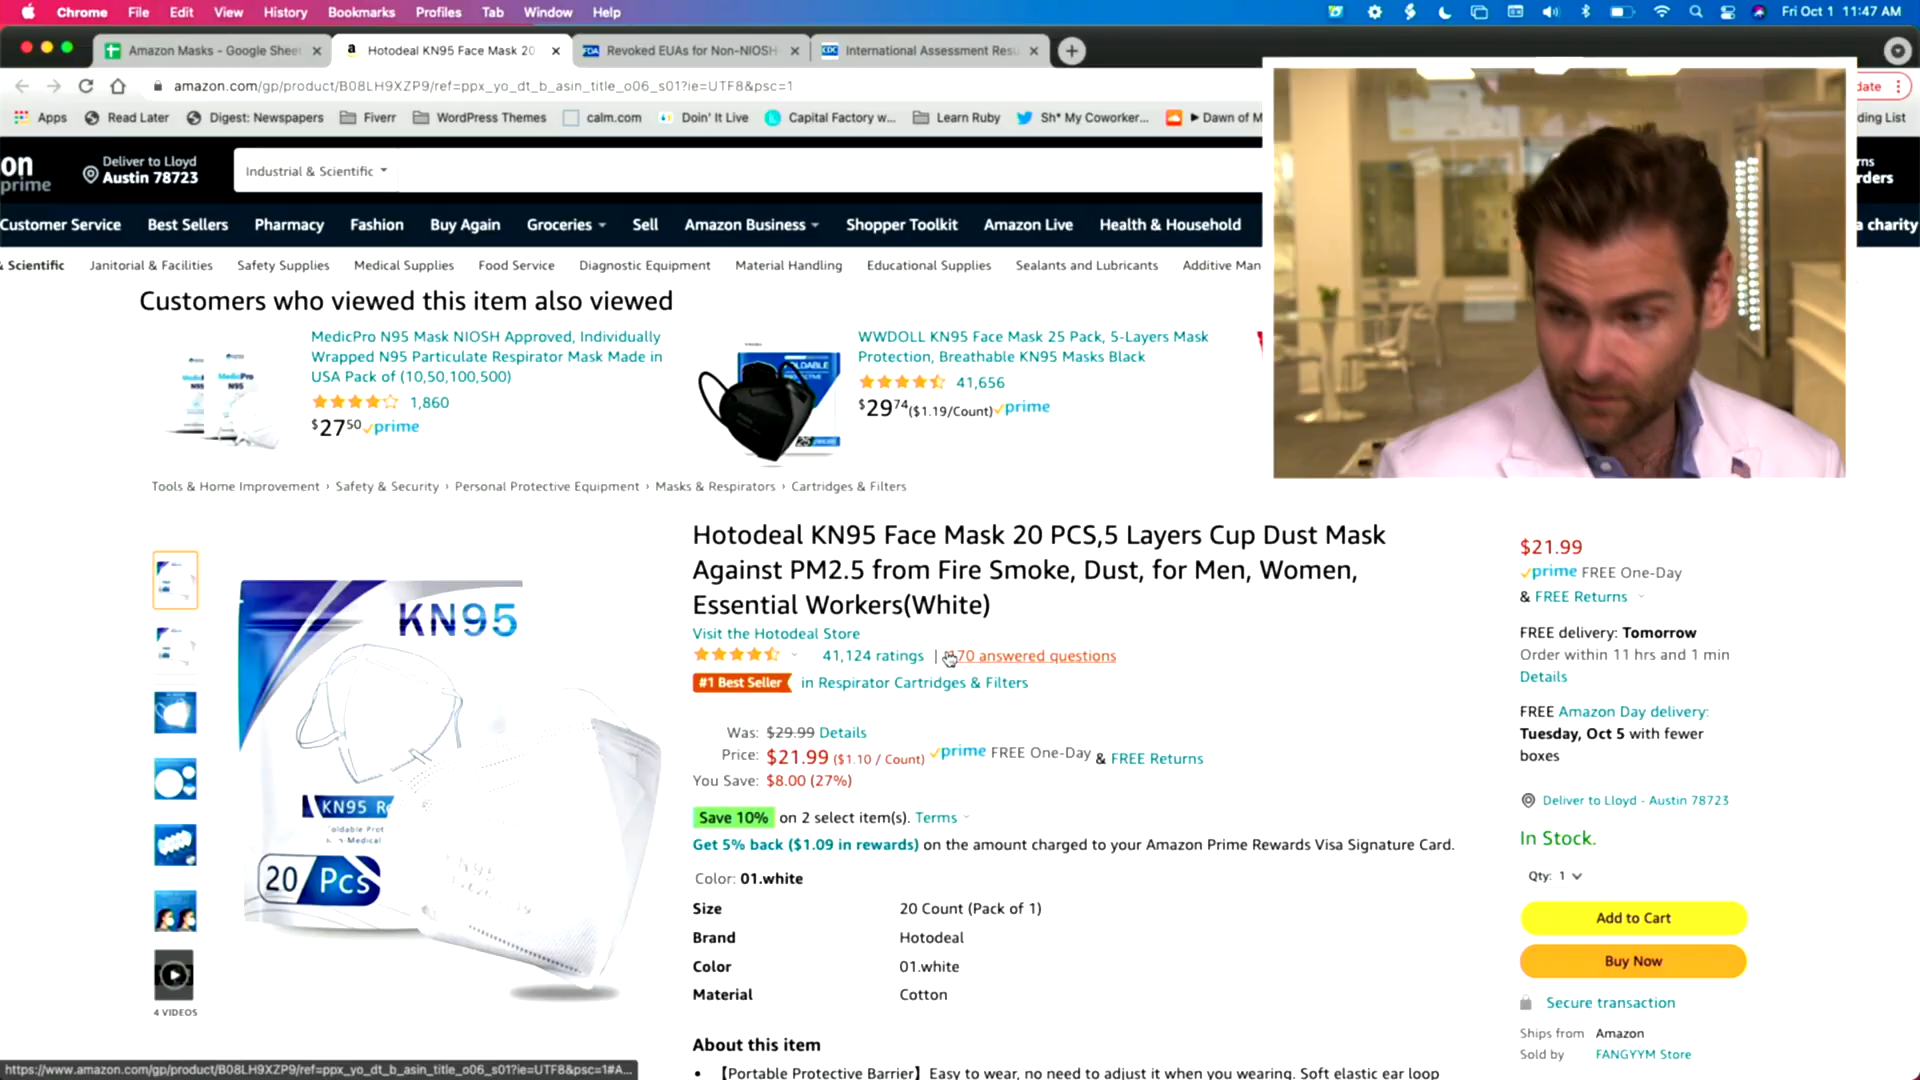 Chrome File Edit View History Bookmarks Profiles Tab Window Help Fri Oct 1 11:47 AM
Amazon Masks - Google Sheet Hotodeal KN95 Face Mask 20 Revoked EUAs for Non-NIOSH International Assessment Resu
amazon.com/gp/product/B08LH9XZP9/ref=ppx_yo_dt_b_asin_title_o06_s01?ie=UTF8&psc=1
Apps Read Later Digest: Newspapers Fiverr WordPress Themes calm.com Doin' It Live Capital Factory w... Learn Ruby Sh* My Coworker... Dawn of M
on prime
Deliver to Lloyd
Austin 78723
Industrial & Scientific
Customer Service Best Sellers Pharmacy Fashion Buy Again Groceries Sell Amazon Business Shopper Toolkit Amazon Live Health & Household a charity
& Scientific Janitorial & Facilities Safety Supplies Medical Supplies Food Service Diagnostic Equipment Material Handling Educational Supplies Sealants and Lubricants Additive Man
Customers who viewed this item also viewed
MedicPro N95 Mask NIOSH Approved, Individually
Wrapped N95 Particulate Respirator Mask Made in
USA Pack of (10,50,100,500)
1,860
$27.50 prime
WWDOLL KN95 Face Mask 25 Pack, 5-Layers Mask
Protection, Breathable KN95 Masks Black
41,656
$29.74 ($1.19/Count) prime
Tools & Home Improvement › Safety & Security › Personal Protective Equipment › Masks & Respirators › Cartridges & Filters
KN95
20 Pcs
4 VIDEOS
Hotodeal KN95 Face Mask 20 PCS,5 Layers Cup Dust Mask
Against PM2.5 from Fire Smoke, Dust, for Men, Women,
Essential Workers(White)
Visit the Hotodeal Store
41,124 ratings | 70 answered questions
#1 Best Seller in Respirator Cartridges & Filters
Was: $29.99 Details
Price: $21.99 ($1.10 / Count) prime FREE One-Day & FREE Returns
You Save: $8.00 (27%)
Save 10% on 2 select item(s). Terms
Get 5% back ($1.09 in rewards) on the amount charged to your Amazon Prime Rewards Visa Signature Card.
Color: 01.white
Size 20 Count (Pack of 1)
Brand Hotodeal
Color 01.white
Material Cotton
About this item
• 【Portable Protective Barrier】Easy to wear, no need to adjust it when you wearing. Soft elastic ear loop
$21.99
prime FREE One-Day
& FREE Returns
FREE delivery: Tomorrow
Order within 11 hrs and 1 min
Details
FREE Amazon Day delivery:
Tuesday, Oct 5 with fewer
boxes
Deliver to Lloyd - Austin 78723
In Stock.
Qty: 1
Add to Cart
Buy Now
Secure transaction
Ships from Amazon
Sold by FANGYYM Store
https://www.amazon.com/gp/product/B08LH9XZP9/ref=ppx_yo_dt_b_asin_title_o06_s01?ie=UTF8&psc=1#A...